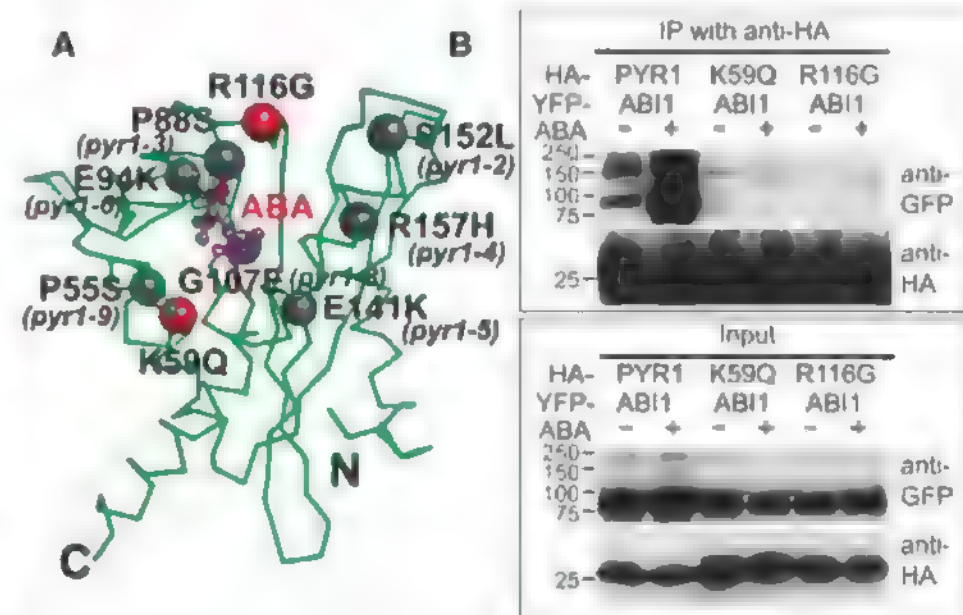 A
R116G
P88S
(pyr1-3)
E94K
(pyr1-6)
ABA
152L
(pyr1-2)
R157H
(pyr1-4)
P55S
(pyr1-9)
G107E
E141K
(pyr1-5)
K59Q
N
C
B
IP with anti-HA
HA- PYR1 K59Q R116G
YFP- ABI1 ABI1 ABI1
ABA - + - + - +
250
150
100
75
anti-
GFP
25
anti-
HA
Input
HA- PYR1 K59Q R116G
YFP- ABI1 ABI1 ABI1
ABA - + - + - +
250
150
100
75
anti-
GFP
25
anti-
HA